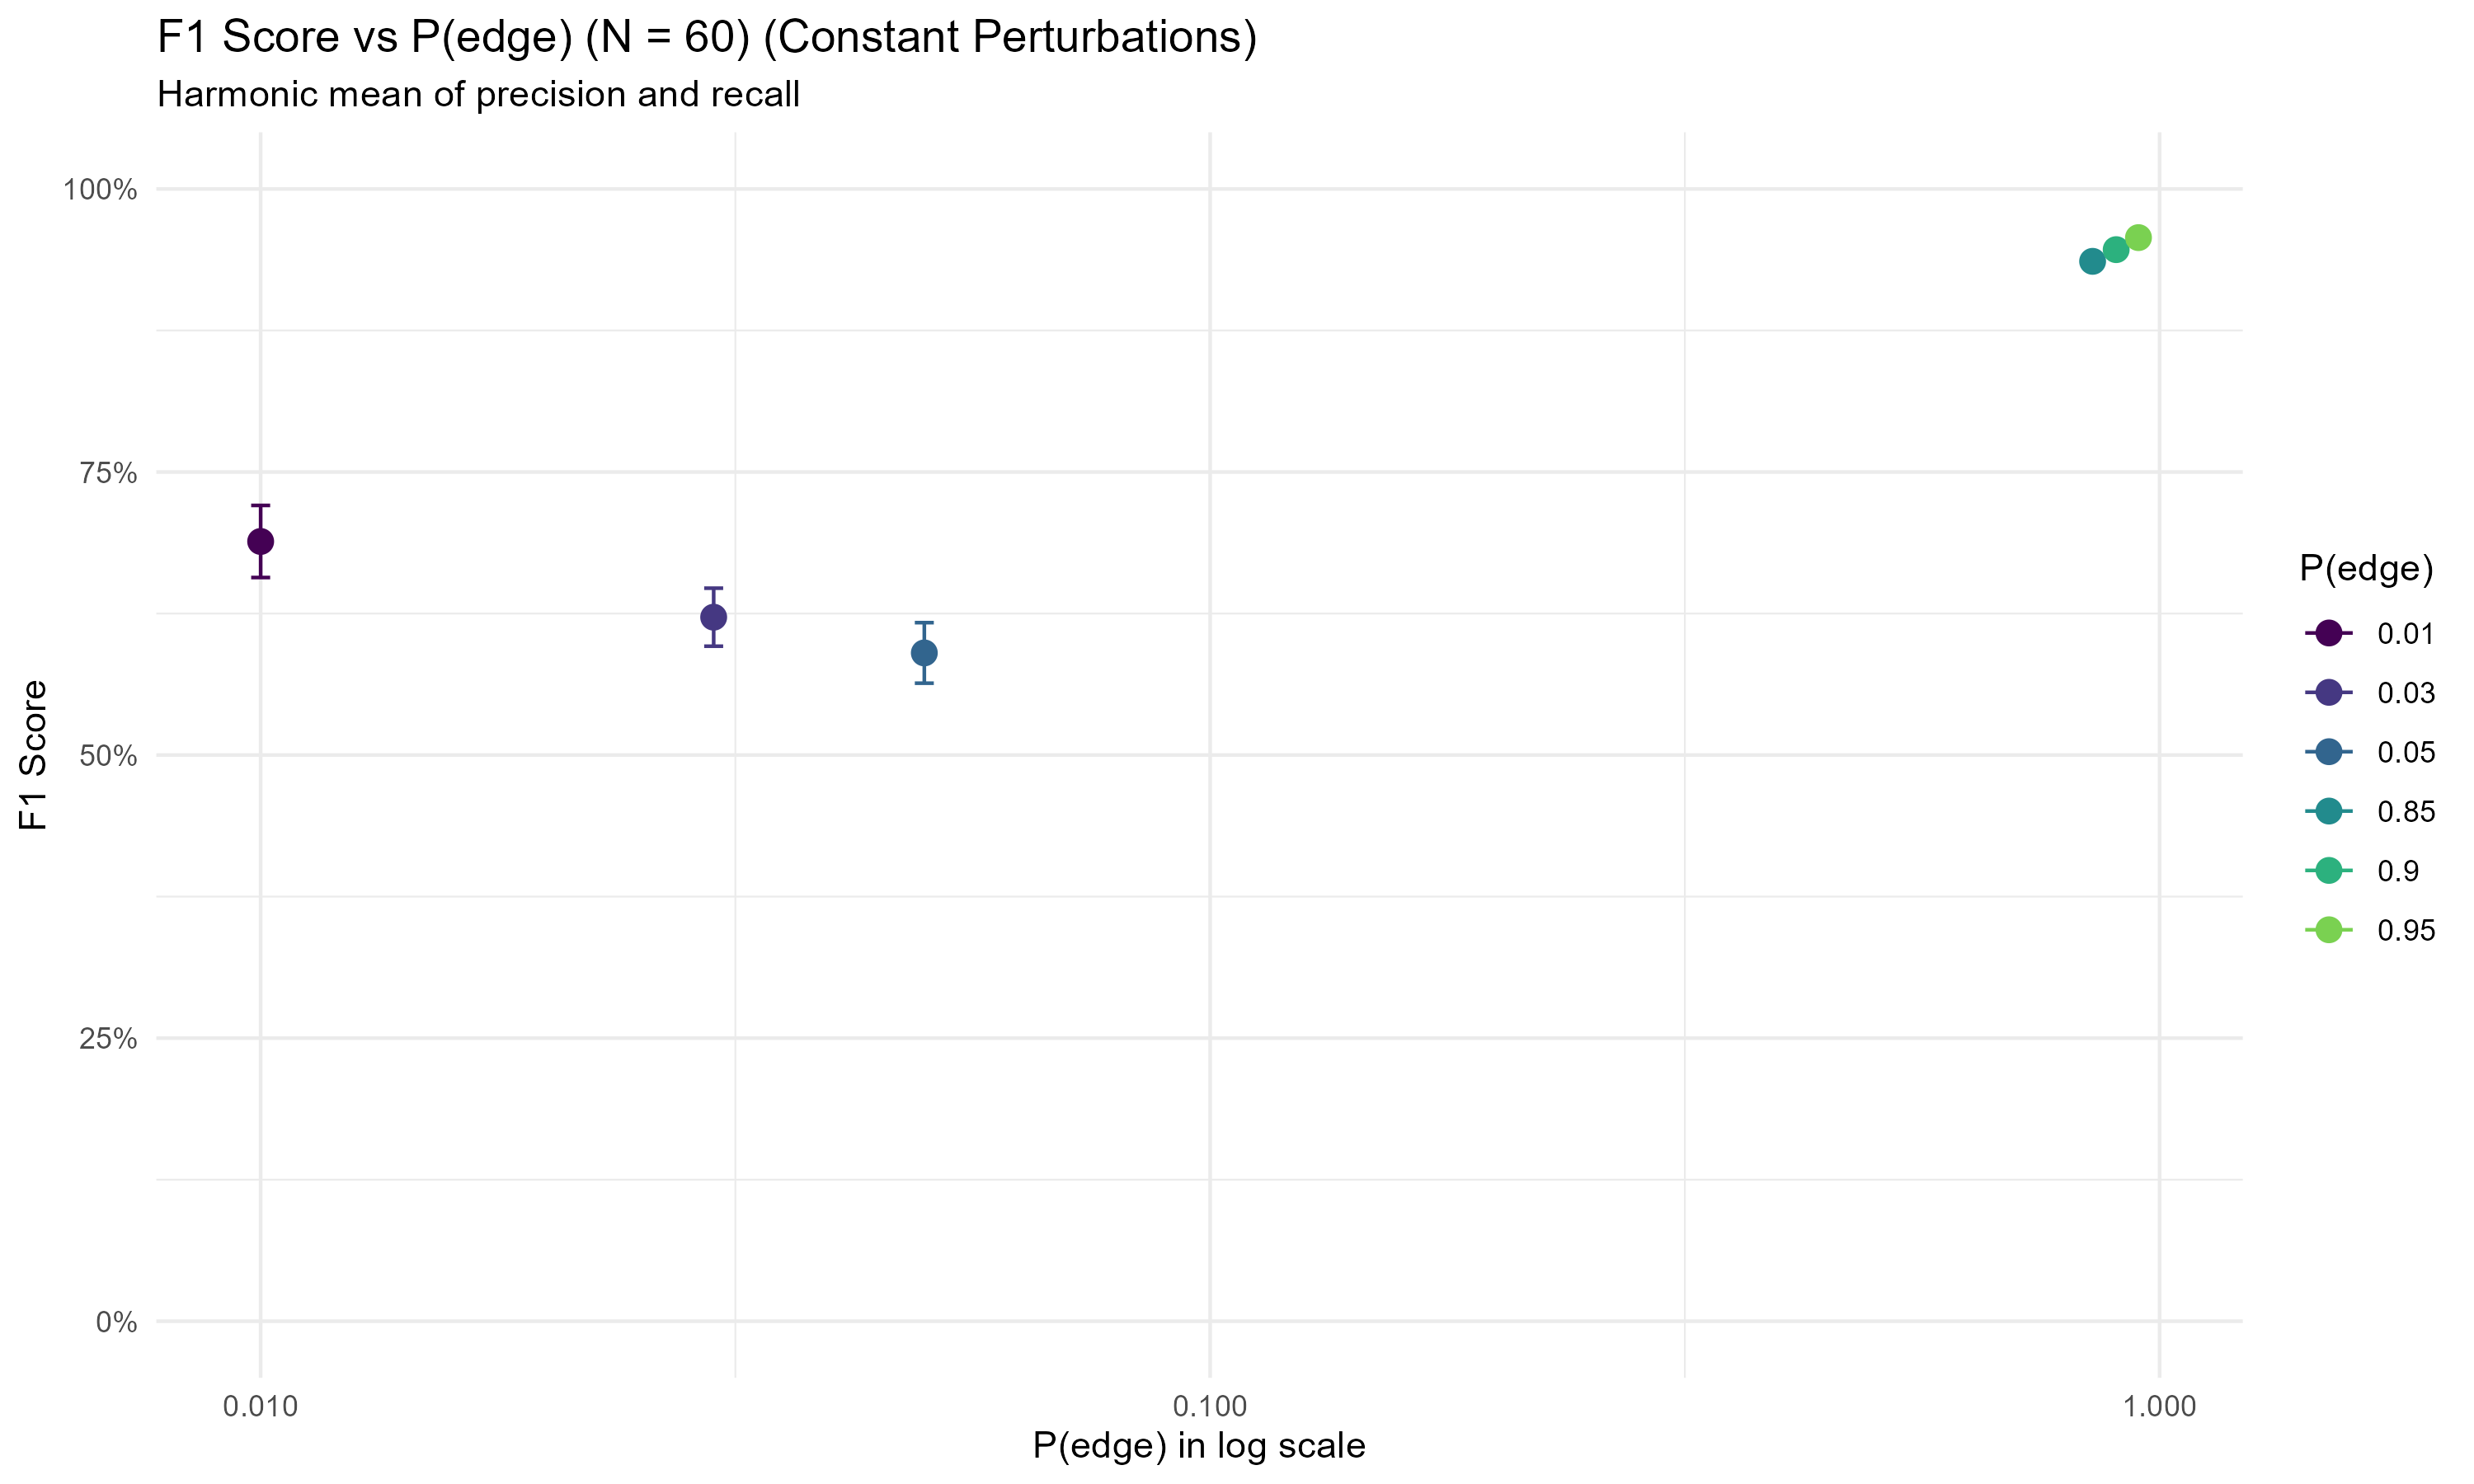 F1 Score vs P(edge) (N = 60) (Constant Perturbations)
Harmonic mean of precision and recall
100%
75%
50%
25%
0%
F1 Score
0.010
0.100
1.000
P(edge) in log scale
P(edge)
0.01
0.03
0.05
0.85
0.9
0.95